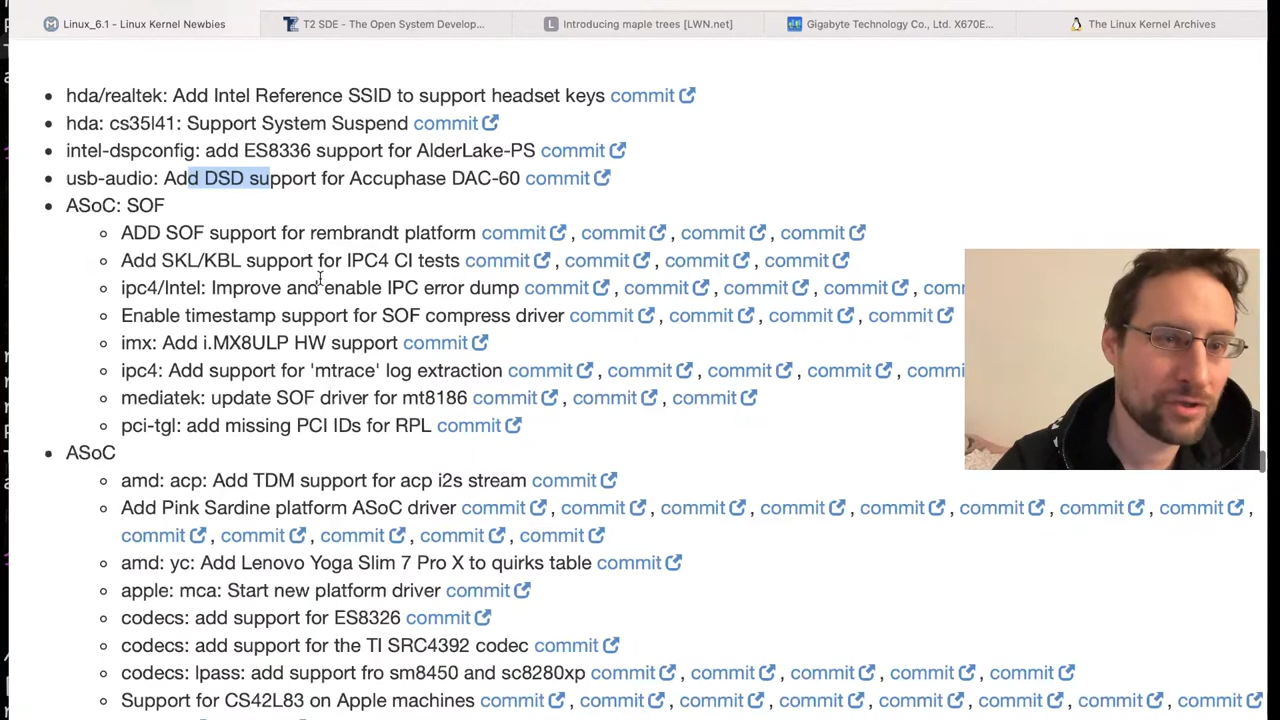 Linux_6.1 - Linux Kernel Newbies
T2 SDE - The Open System Develop...
Introducing maple trees [LWN.net]
Gigabyte Technology Co., Ltd. X670E...
The Linux Kernel Archives
hda/realtek: Add Intel Reference SSID to support headset keys commit
hda: cs35l41: Support System Suspend commit
intel-dspconfig: add ES8336 support for AlderLake-PS commit
usb-audio: Add DSD support for Accuphase DAC-60 commit
ASoC: SOF
ADD SOF support for rembrandt platform commit , commit , commit , commit
Add SKL/KBL support for IPC4 CI tests commit , commit , commit , commit
ipc4/Intel: Improve and enable IPC error dump commit , commit , commit , commit , comm
Enable timestamp support for SOF compress driver commit , commit , commit , commit
imx: Add i.MX8ULP HW support commit
ipc4: Add support for 'mtrace' log extraction commit , commit , commit , commit , commi
mediatek: update SOF driver for mt8186 commit , commit , commit
pci-tgl: add missing PCI IDs for RPL commit
ASoC
amd: acp: Add TDM support for acp i2s stream commit
Add Pink Sardine platform ASoC driver commit , commit , commit , commit , commit , commit , commit , commit ,
commit , commit , commit , commit , commit
amd: yc: Add Lenovo Yoga Slim 7 Pro X to quirks table commit
apple: mca: Start new platform driver commit
codecs: add support for ES8326 commit
codecs: add support for the TI SRC4392 codec commit
codecs: lpass: add support fro sm8450 and sc8280xp commit , commit , commit , commit , commit
Support for CS42L83 on Apple machines commit , commit , commit , commit , commit , commit , commit , commit